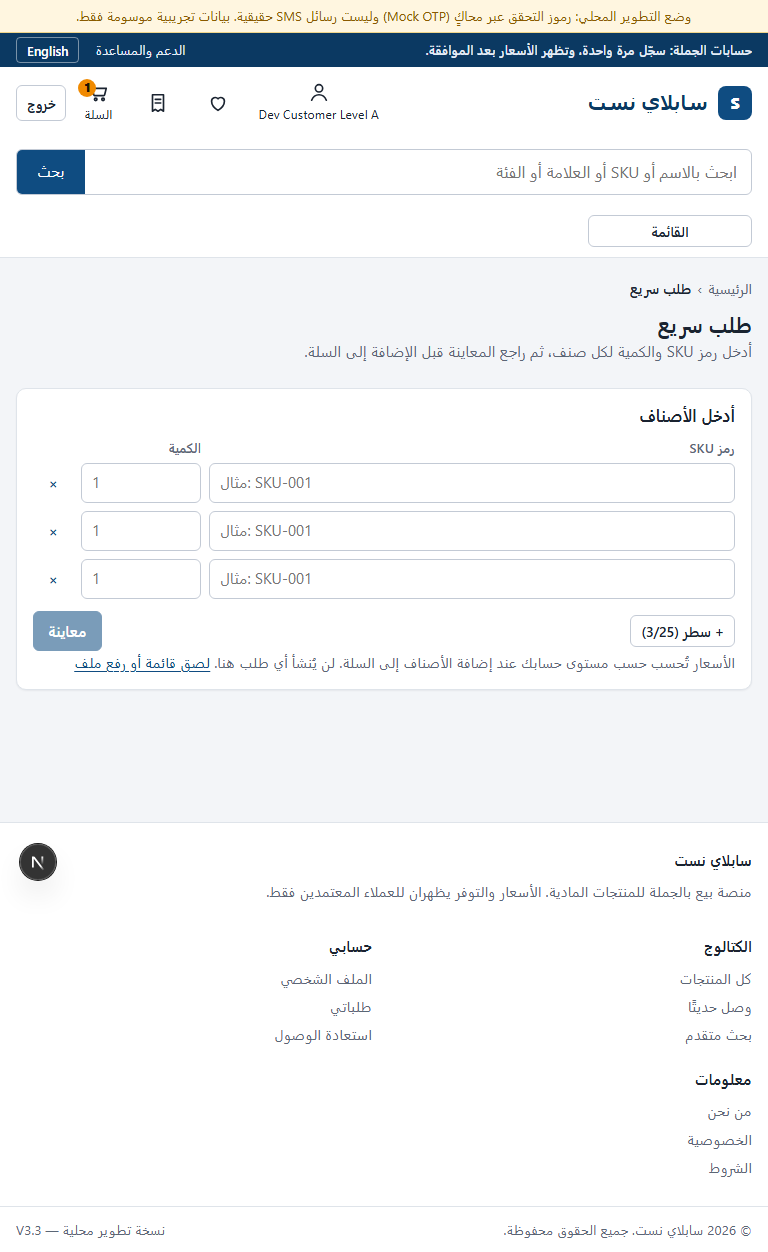 وضع التطوير المحلي: رموز التحقق عبر محاكٍ (Mock OTP) وليست رسائل SMS حقيقية. بيانات تجريبية موسومة فقط.
حسابات الجملة: سجّل مرة واحدة، وتظهر الأسعار بعد الموافقة.
الدعم والمساعدة
English
S
سابلاي نست
Dev Customer Level A
1
السلة
خروج
ابحث بالاسم أو SKU أو العلامة أو الفئة
بحث
القائمة
الرئيسية › طلب سريع
طلب سريع
أدخل رمز SKU والكمية لكل صنف، ثم راجع المعاينة قبل الإضافة إلى السلة.
أدخل الأصناف
رمز SKU
الكمية
مثال: SKU-001
1
×
مثال: SKU-001
1
×
مثال: SKU-001
1
×
+ سطر (3/25)
معاينة
الأسعار تُحسب حسب مستوى حسابك عند إضافة الأصناف إلى السلة. لن يُنشأ أي طلب هنا. لصق قائمة أو رفع ملف
سابلاي نست
N
منصة بيع بالجملة للمنتجات المادية. الأسعار والتوفر يظهران للعملاء المعتمدين فقط.
الكتالوج
كل المنتجات
وصل حديثًا
بحث متقدم
حسابي
الملف الشخصي
طلباتي
استعادة الوصول
معلومات
من نحن
الخصوصية
الشروط
© 2026 سابلاي نست. جميع الحقوق محفوظة.
نسخة تطوير محلية — V3.3